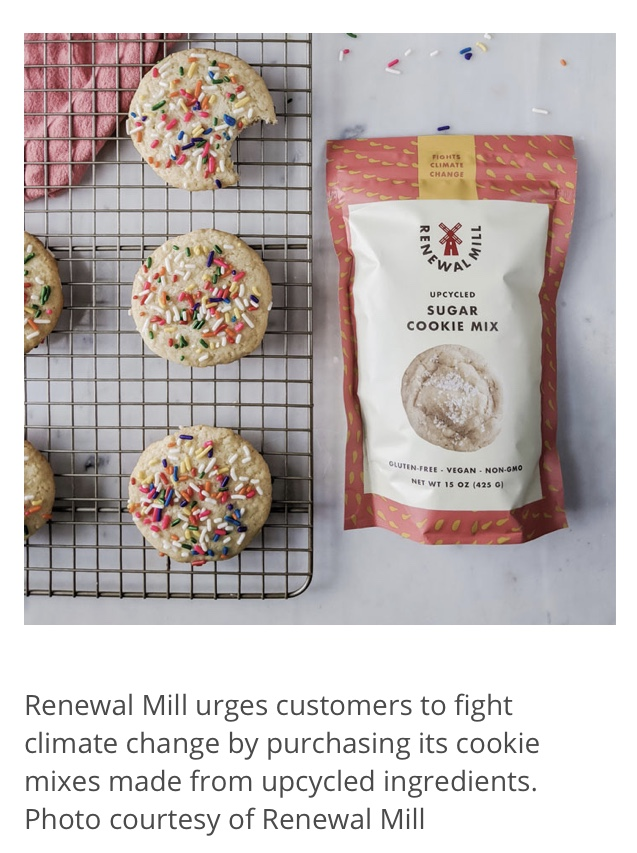 FIGHTS
CLIMATE
CHANGE
RENEWAL MILL
UPCYCLED
SUGAR
COOKIE MIX
GLUTEN-FREE - VEGAN - NON-GMO
NET WT 15 OZ (425 G)
Renewal Mill urges customers to fight
climate change by purchasing its cookie
mixes made from upcycled ingredients.
Photo courtesy of Renewal Mill